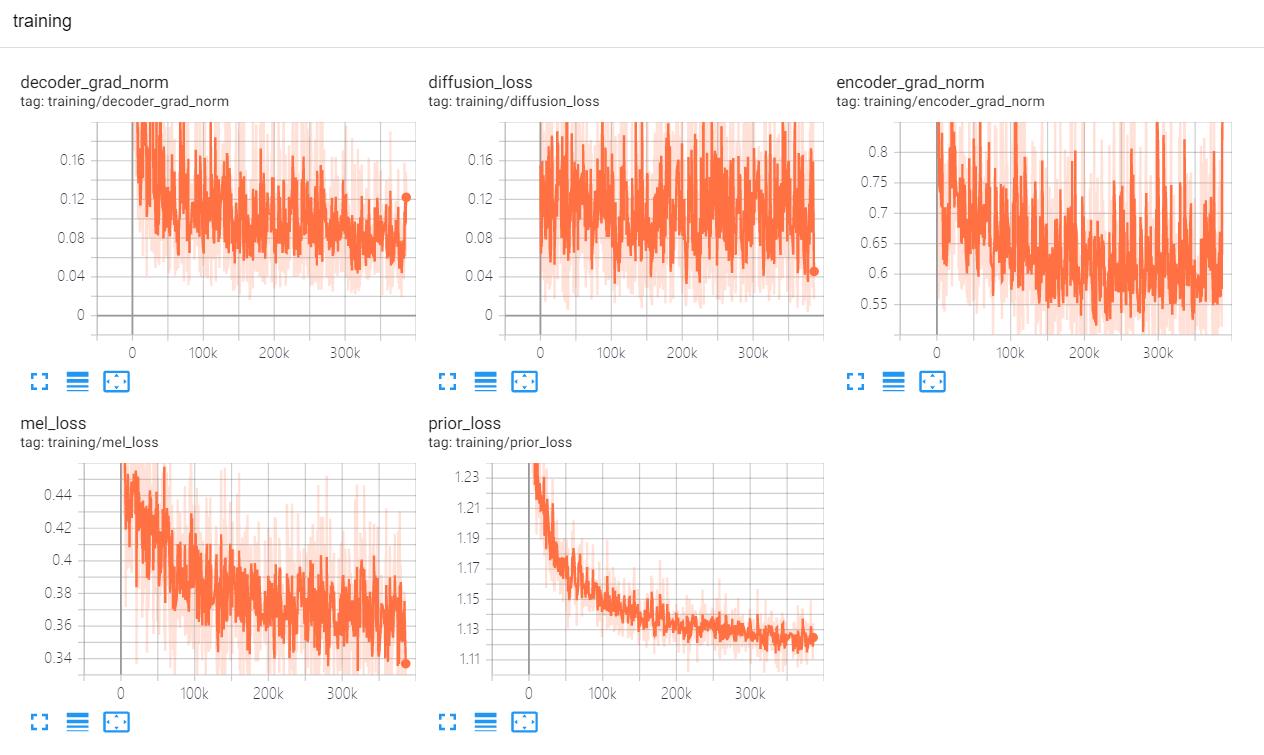 training
decoder_grad_norm
tag: training/decoder_grad_norm
0.16
0.12
0.08
0.04
0
0 100k 200k 300k
diffusion_loss
tag: training/diffusion_loss
0.16
0.12
0.08
0.04
0
0 100k 200k 300k
encoder_grad_norm
tag: training/encoder_grad_norm
0.8
0.75
0.7
0.65
0.6
0.55
0 100k 200k 300k
mel_loss
tag: training/mel_loss
0.44
0.42
0.4
0.38
0.36
0.34
0 100k 200k 300k
prior_loss
tag: training/prior_loss
1.23
1.21
1.19
1.17
1.15
1.13
1.11
0 100k 200k 300k